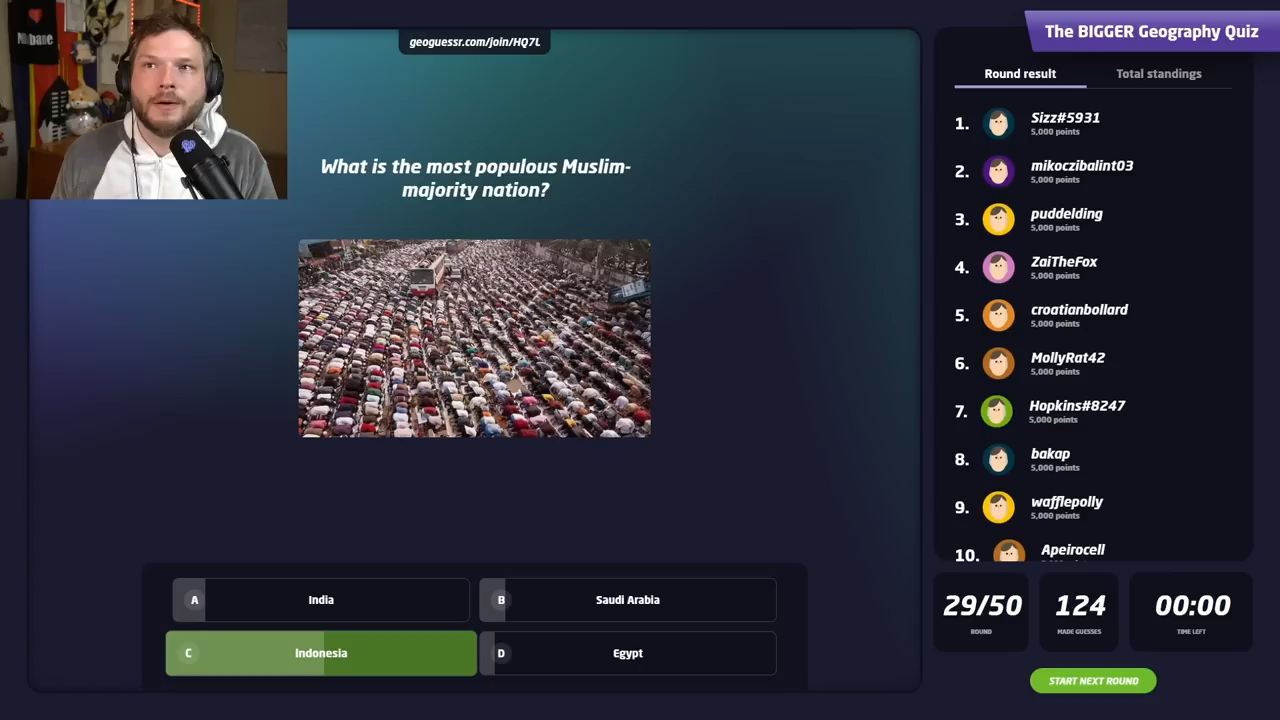 geoguessr.com/join/HQ7L
The BIGGER Geography Quiz
What is the most populous Muslim-
majority nation?
A India
B Saudi Arabia
C Indonesia
D Egypt
Round result
Total standings
1. Sizz#5931
5,000 points
2. mikoczibalint03
5,000 points
3. puddelding
5,000 points
4. ZaiTheFox
5,000 points
5. croatianbollard
5,000 points
6. MollyRat42
5,000 points
7. Hopkins#8247
5,000 points
8. bakap
5,000 points
9. wafflepolly
5,000 points
10. Apeirocell
29/50
ROUND
124
MADE GUESSES
00:00
TIME LEFT
START NEXT ROUND